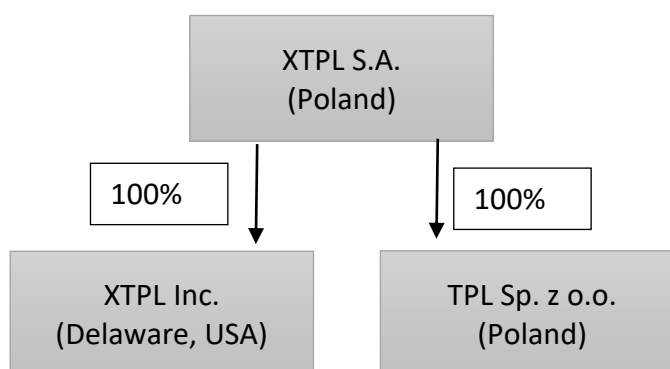 XTPL S.A.
(Poland)
100%
100%
XTPL Inc.
(Delaware, USA)
TPL Sp. z o.o.
(Poland)